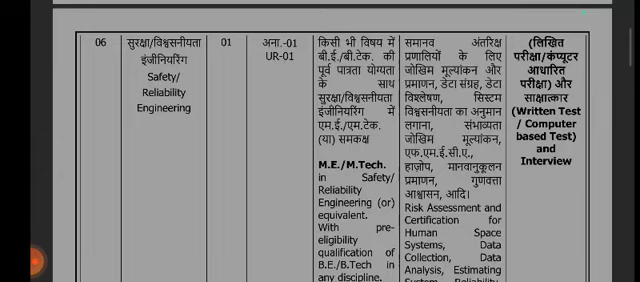 06
सुरक्षा/विश्वसनीयता
इंजीनियरिंग
Safety/
Reliability
Engineering
01
अना.-01
UR-01
किसी भी विषय में
बी.ई./बी.टेक. की
पूर्व पात्रता योग्यता
के साथ
सुरक्षा/विश्वसनीयता
इंजीनियरिंग में
एम.ई./एम.टेक.
(या) समकक्ष
M.E./M.Tech.
in Safety/
Reliability
Engineering (or)
equivalent.
With pre-
eligibility
qualification of
B.E./B.Tech in
any discipline.
समानव अंतरिक्ष
प्रणालियों के लिए
जोखिम मूल्यांकन और
प्रमाणन, डेटा संग्रह, डेटा
विश्लेषण, सिस्टम
विश्वसनीयता का अनुमान
लगाना, संभाव्यता
जोखिम मूल्यांकन,
एफ.एम.ई.सी.ए.,
हाज़ोप, मानवानुकूलन
प्रमाणन, गुणवत्ता
आश्वासन, आदि।
Risk Assessment and
Certification for
Human Space
Systems, Data
Collection, Data
Analysis, Estimating
System Reliability,
(लिखित
परीक्षा/कंप्यूटर
आधारित
परीक्षा) और
साक्षात्कार
(Written Test
/ Computer
based Test)
and
Interview